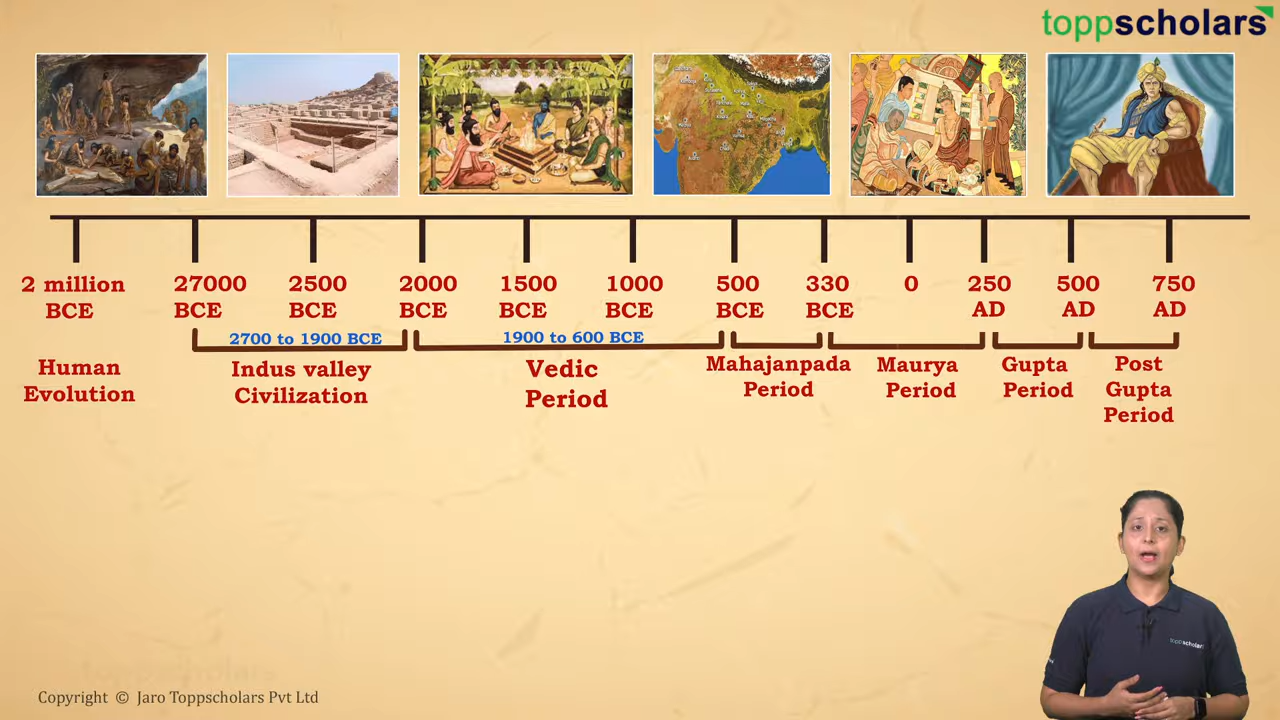 toppscholars
2 million 27000 2500 2000 1500 1000 500 330 0 250 500 750
BCE BCE BCE BCE BCE BCE BCE BCE AD AD AD
2700 to 1900 BCE 1900 to 600 BCE
Human Indus valley Vedic Mahajanpada Maurya Gupta Post
Evolution Civilization Period Period Period Period Gupta
Period
toppscholars
toppscholars
Copyright © Jaro Toppscholars Pvt Ltd